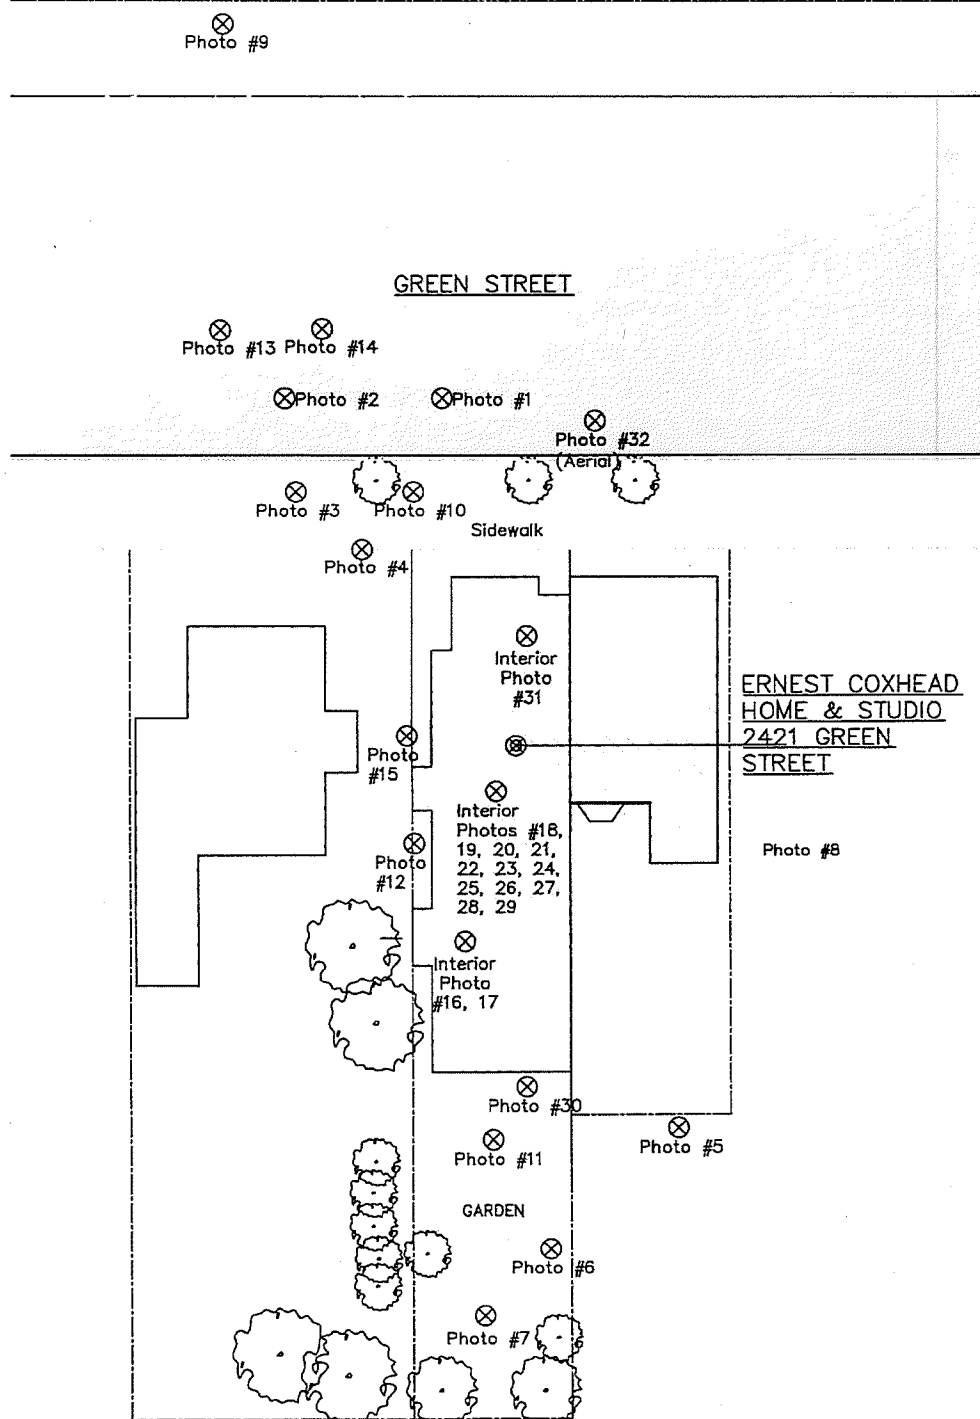 Photo #9
GREEN STREET
Photo #13 Photo #14
Photo #2
Photo #1
Photo #32
(Aerial)
Photo #3
Photo #10
Sidewalk
Photo #4
Interior
Photo
#31
ERNEST COXHEAD
HOME & STUDIO
2421 GREEN
STREET
Photo
#15
Interior
Photos #18,
19, 20, 21,
22, 23, 24,
25, 26, 27,
28, 29
Photo #8
Photo
#12
Interior
Photo
#16, 17
Photo #30
Photo #11
Photo #5
GARDEN
Photo #6
Photo #7